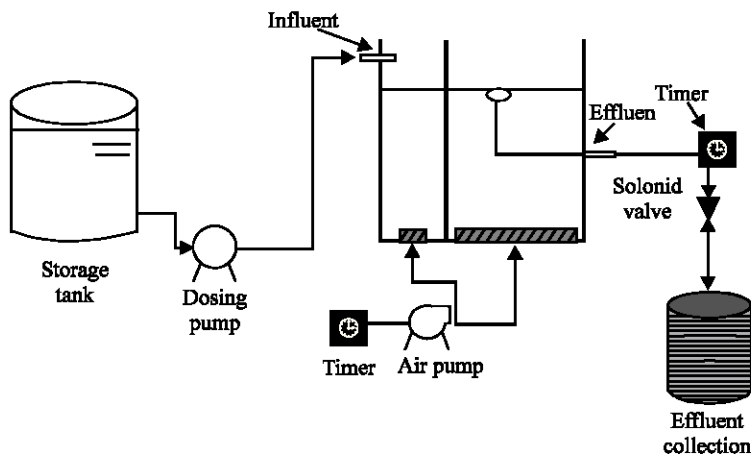 Influent
Effluen
Timer
Solonid
valve
Storage
tank
Dosing
pump
Timer
Air pump
Effluent
collection